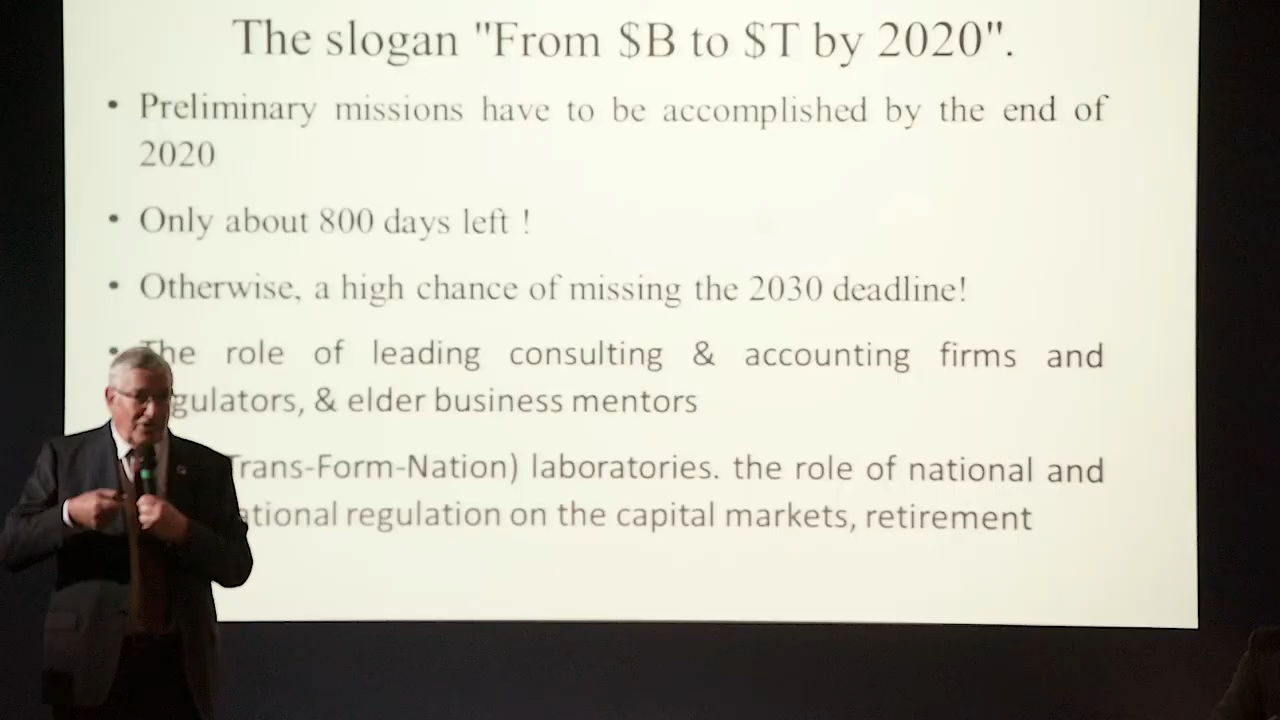 The slogan "From $B to $T by 2020".
• Preliminary missions have to be accomplished by the end of
2020
• Only about 800 days left !
• Otherwise, a high chance of missing the 2030 deadline!
• The role of leading consulting & accounting firms and
gulators, & elder business mentors
Trans-Form-Nation) laboratories. the role of national and
ational regulation on the capital markets, retirement